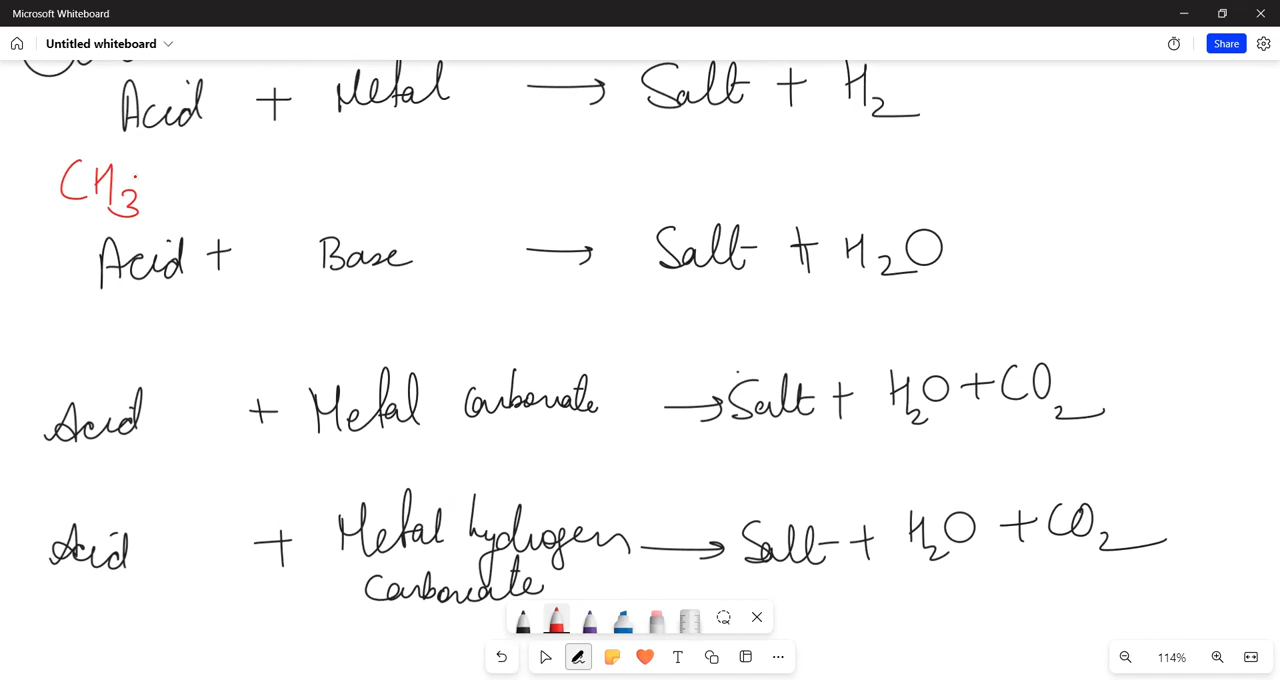 Microsoft Whiteboard
Untitled whiteboard
Share
Acid + Metal → Salt + H2
CH3
Acid + Base → Salt + H2O
Acid + Metal carbonate → Salt + H2O + CO2
Acid + Metal hydrogen → Salt + H2O + CO2
carbonate
114%